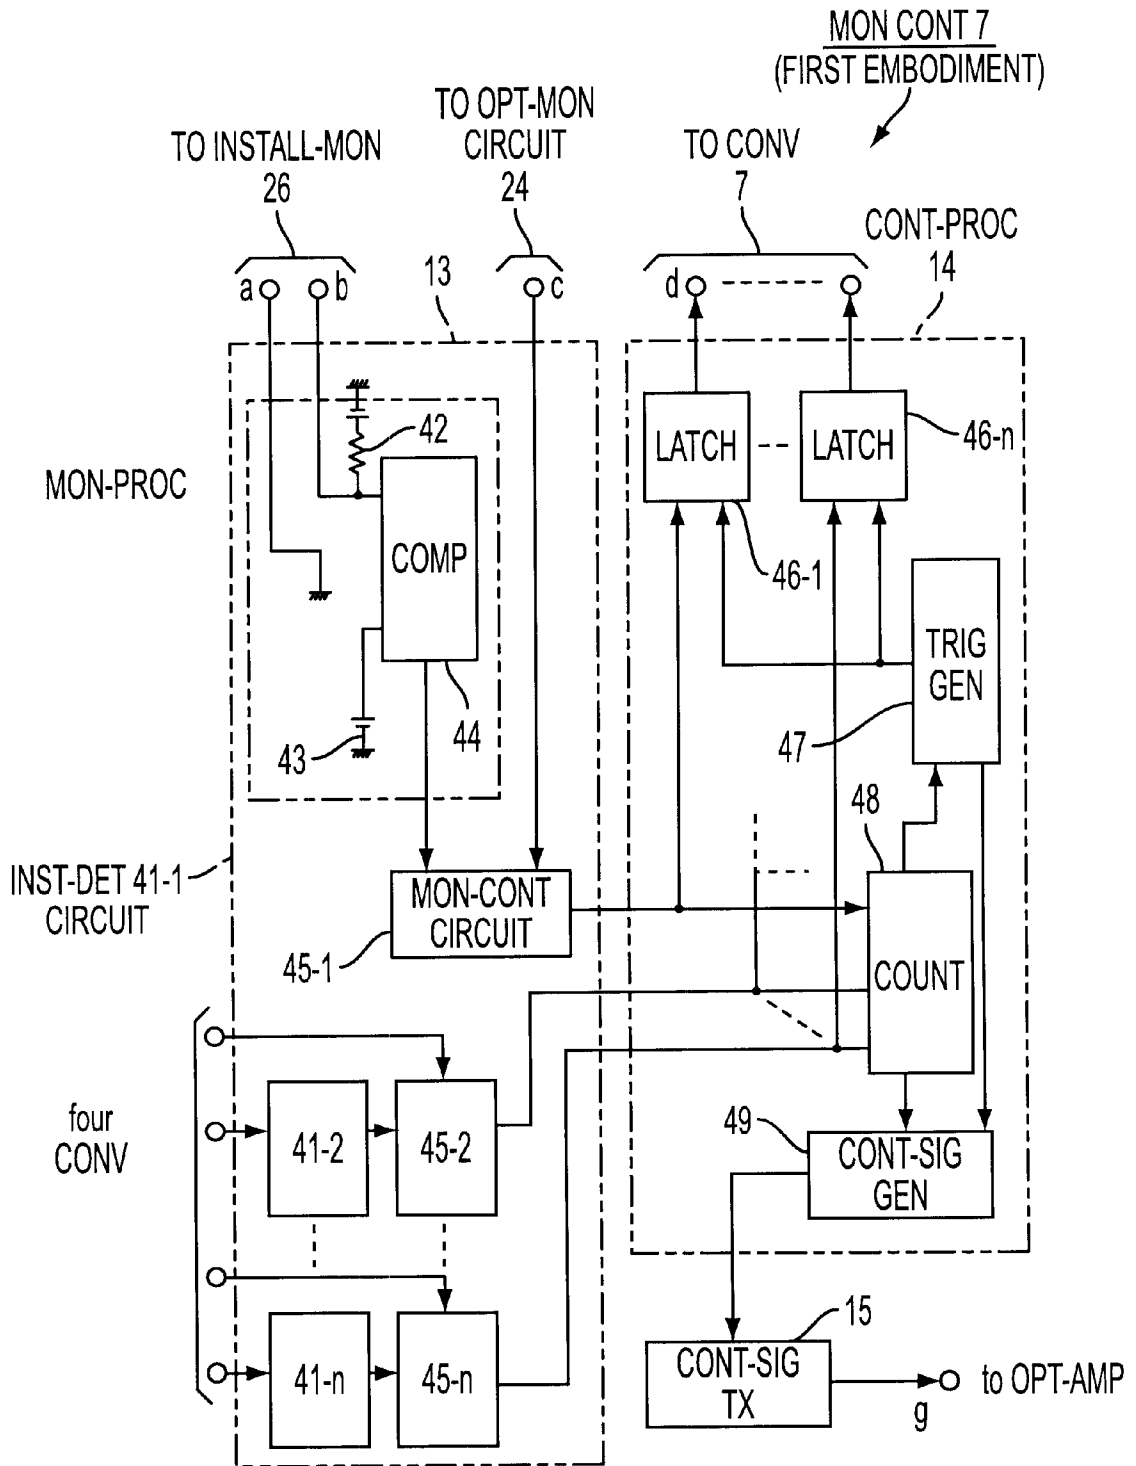 MON CONT 7
(FIRST EMBODIMENT)
TO INSTALL-MON
26
TO OPT-MON
CIRCUIT
24
TO CONV
7
CONT-PROC
14
a
b
13
c
d
42
LATCH
LATCH
46-n
MON-PROC
COMP
46-1
TRIG
GEN
43
44
47
48
INST-DET 41-1
CIRCUIT
MON-CONT
CIRCUIT
45-1
COUNT
four
CONV
41-2
45-2
49
CONT-SIG
GEN
41-n
45-n
15
CONT-SIG
TX
g
to OPT-AMP